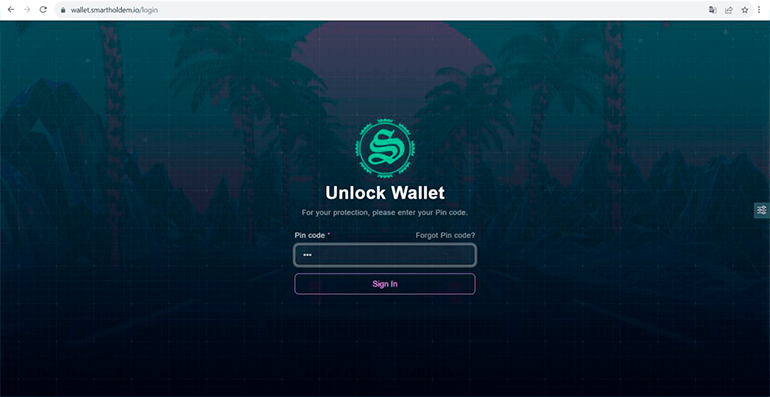 wallet.smartholdem.io/login
Unlock Wallet
For your protection, please enter your Pin code.
Pin code * Forgot Pin code?
•••
Sign In